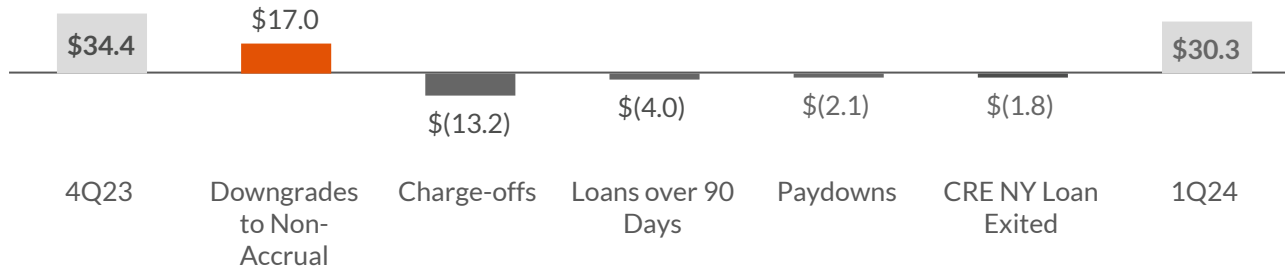 $34.4
$17.0
$(13.2)
$(4.0)
$(2.1)
$(1.8)
$30.3
4Q23
Downgrades
to Non-
Accrual
Charge-offs
Loans over 90
Days
Paydowns
CRE NY Loan
Exited
1Q24